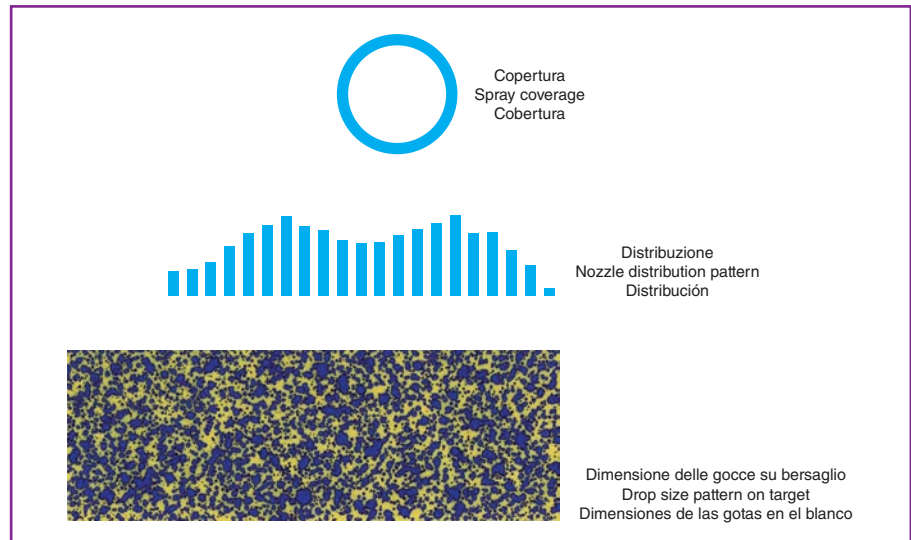 Copertura
Spray coverage
Cobertura
Distribuzione
Nozzle distribution pattern
Distribución
Dimensione delle gocce su bersaglio
Drop size pattern on target
Dimensiones de las gotas en el blanco